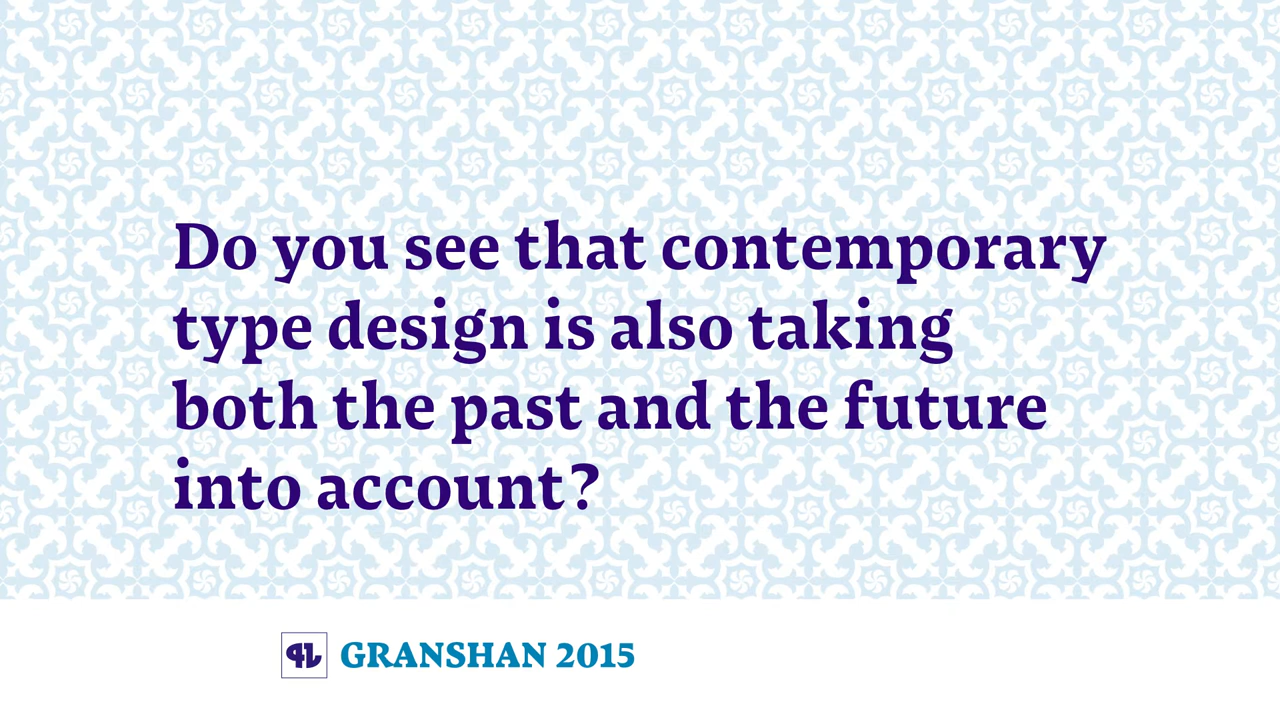 Do you see that contemporary
type design is also taking
both the past and the future
into account?
GRANSHAN 2015